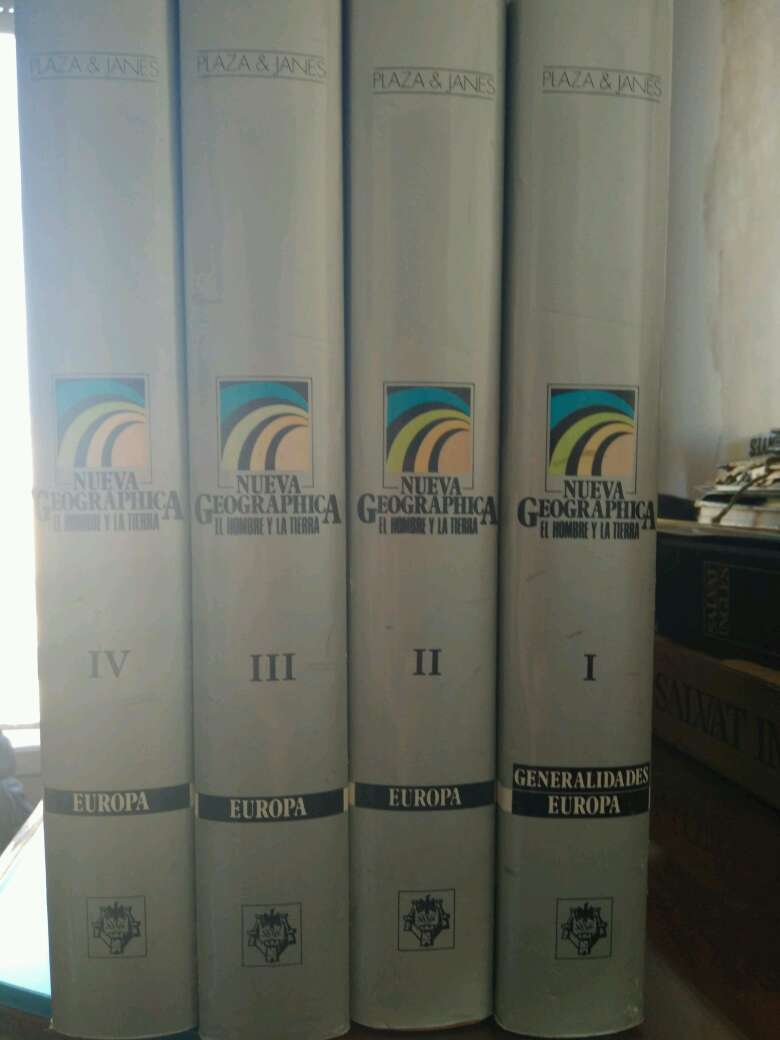 PLAZA & JANES
NUEVA
GEOGRAPHICA
EL HOMBRE Y LA TIERRA
IV
EUROPA
PLAZA & JANES
NUEVA
GEOGRAPHICA
EL HOMBRE Y LA TIERRA
III
EUROPA
PLAZA & JANES
NUEVA
GEOGRAPHICA
EL HOMBRE Y LA TIERRA
II
EUROPA
PLAZA & JANES
NUEVA
GEOGRAPHICA
EL HOMBRE Y LA TIERRA
I
GENERALIDADES
EUROPA
SALVAT
INGLES
SALVAT